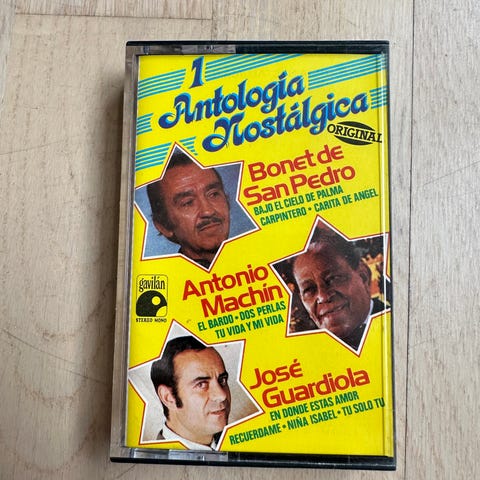 1
Antología
Nostálgica
ORIGINAL
Bonet de
San Pedro
BAJO EL CIELO DE PALMA
CARPINTERO • CARITA DE ANGEL
gavilán
STEREO MONO
Antonio
Machín
EL BARDO • DOS PERLAS
TU VIDA Y MI VIDA
José
Guardiola
EN DONDE ESTAS AMOR
RECUERDAME • NIÑA ISABEL • TU SOLO TU